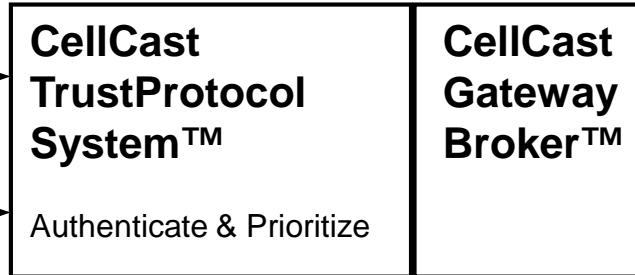 CellCast
TrustProtocol
System™
Authenticate & Prioritize
CellCast
Gateway
Broker™